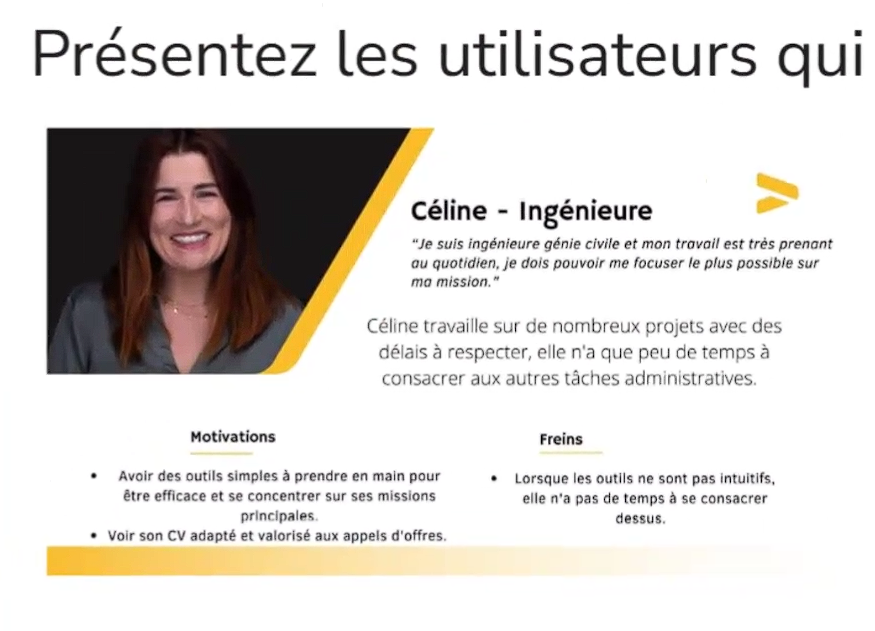 Présentez les utilisateurs qui
Céline - Ingénieure
“Je suis ingénieure génie civile et mon travail est très prenant
au quotidien, je dois pouvoir me focuser le plus possible sur
ma mission.”
Céline travaille sur de nombreux projets avec des
délais à respecter, elle n'a que peu de temps à
consacrer aux autres tâches administratives.
Motivations
• Avoir des outils simples à prendre en main pour
être efficace et se concentrer sur ses missions
principales.
• Voir son CV adapté et valorisé aux appels d'offres.
Freins
• Lorsque les outils ne sont pas intuitifs,
elle n'a pas de temps à se consacrer
dessus.